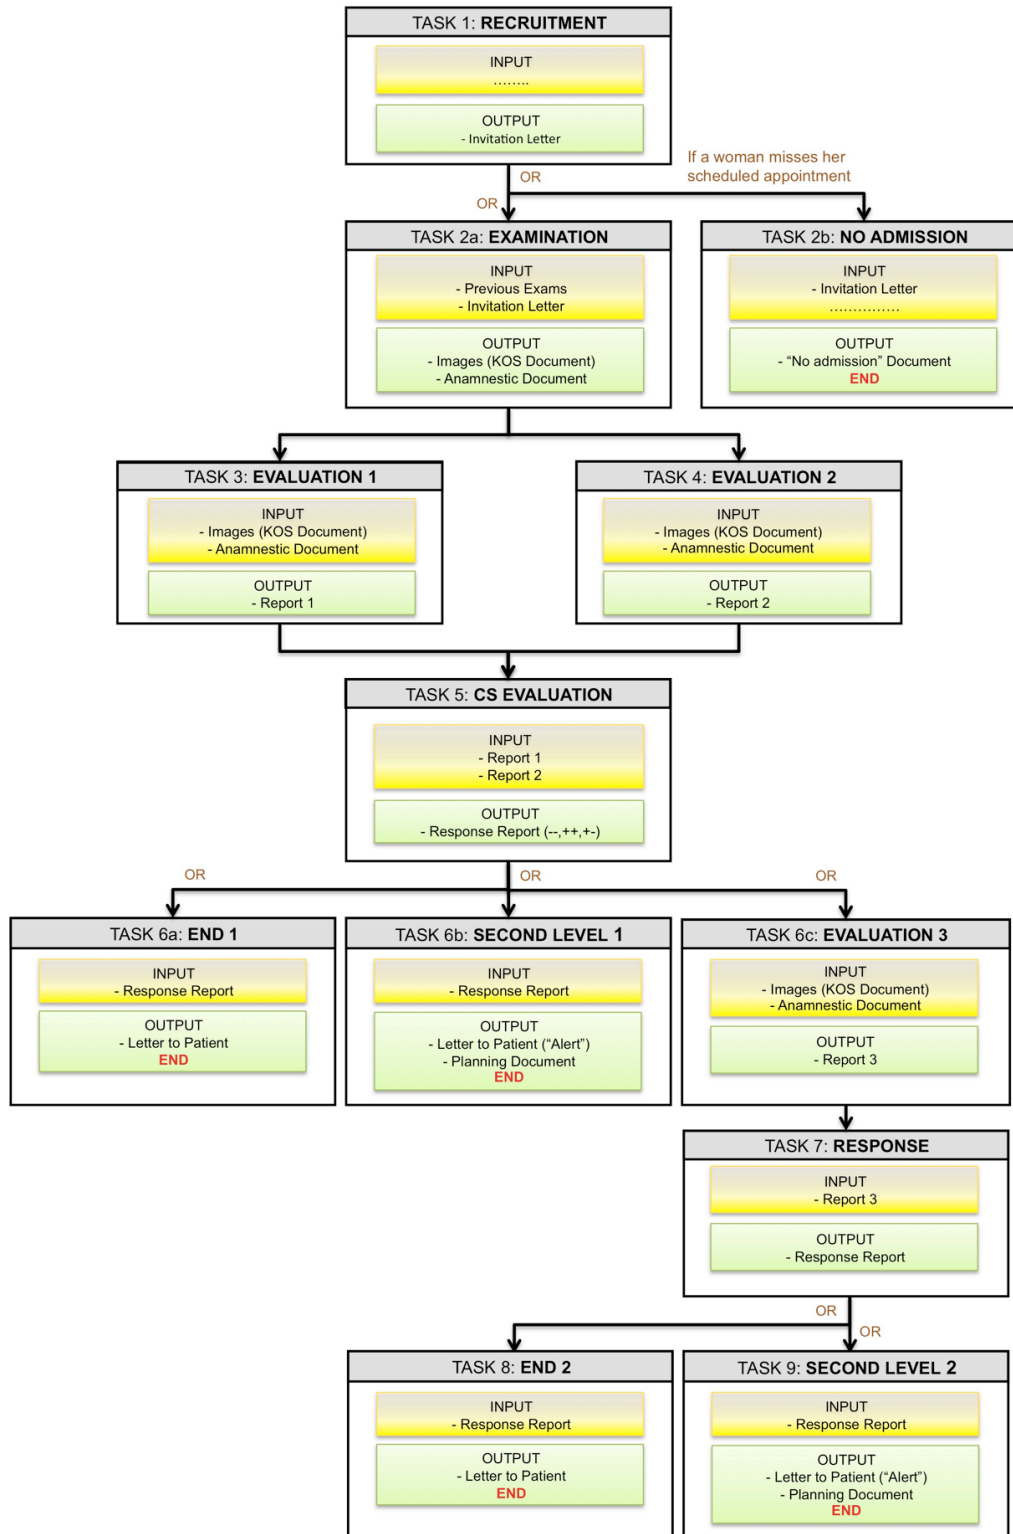 TASK 1: RECRUITMENT
INPUT
........
OUTPUT
- Invitation Letter
If a woman misses her
scheduled appointment
OR
OR
TASK 2a: EXAMINATION
INPUT
- Previous Exams
- Invitation Letter
OUTPUT
- Images (KOS Document)
- Anamnestic Document
TASK 2b: NO ADMISSION
INPUT
- Invitation Letter
...............
OUTPUT
- “No admission” Document
END
TASK 3: EVALUATION 1
INPUT
- Images (KOS Document)
- Anamnestic Document
OUTPUT
- Report 1
TASK 4: EVALUATION 2
INPUT
- Images (KOS Document)
- Anamnestic Document
OUTPUT
- Report 2
TASK 5: CS EVALUATION
INPUT
- Report 1
- Report 2
OUTPUT
- Response Report (--,++,+-)
OR
OR
OR
TASK 6a: END 1
INPUT
- Response Report
OUTPUT
- Letter to Patient
END
TASK 6b: SECOND LEVEL 1
INPUT
- Response Report
OUTPUT
- Letter to Patient (“Alert”)
- Planning Document
END
TASK 6c: EVALUATION 3
INPUT
- Images (KOS Document)
- Anamnestic Document
OUTPUT
- Report 3
TASK 7: RESPONSE
INPUT
- Report 3
OUTPUT
- Response Report
OR
OR
TASK 8: END 2
INPUT
- Response Report
OUTPUT
- Letter to Patient
END
TASK 9: SECOND LEVEL 2
INPUT
- Response Report
OUTPUT
- Letter to Patient (“Alert”)
- Planning Document
END